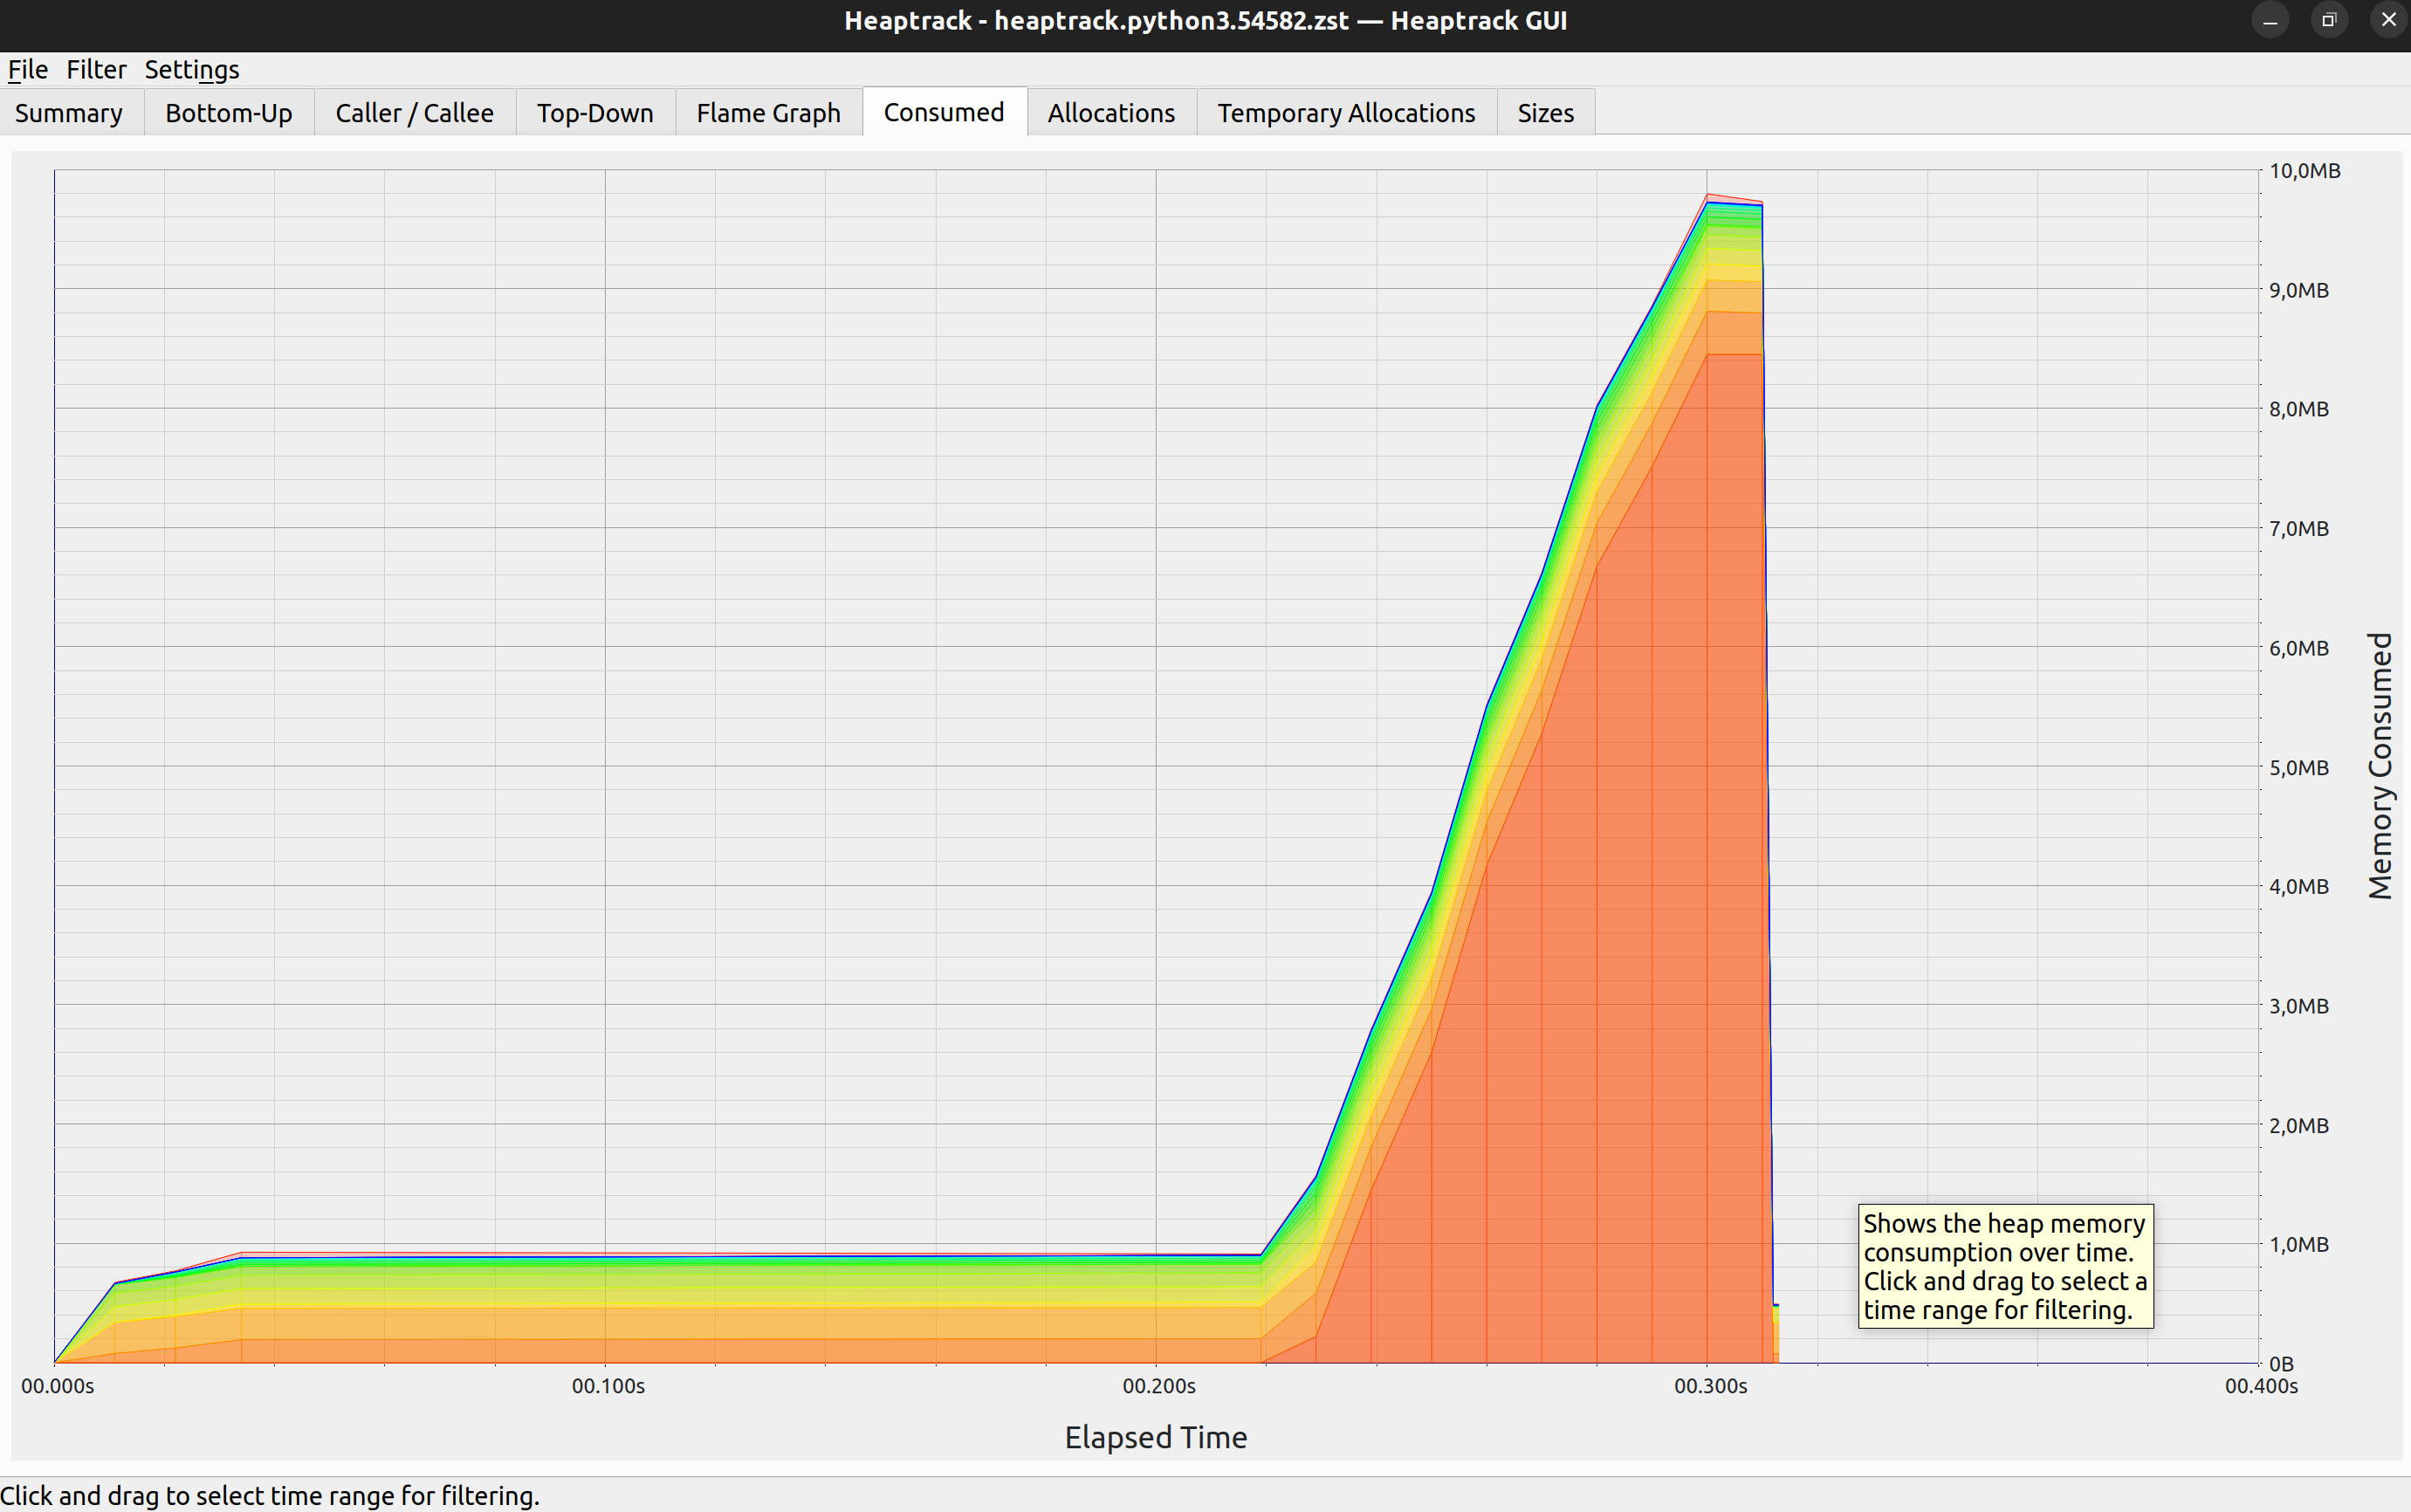 Heaptrack - heaptrack.python3.54582.zst — Heaptrack GUI
File Filter Settings
Summary Bottom-Up Caller / Callee Top-Down Flame Graph Consumed Allocations Temporary Allocations Sizes
10,0MB
9,0MB
8,0MB
7,0MB
6,0MB
5,0MB
4,0MB
3,0MB
2,0MB
1,0MB
0B
Memory Consumed
Shows the heap memory
consumption over time.
Click and drag to select a
time range for filtering.
00.000s 00.100s 00.200s 00.300s 00.400s
Elapsed Time
Click and drag to select time range for filtering.